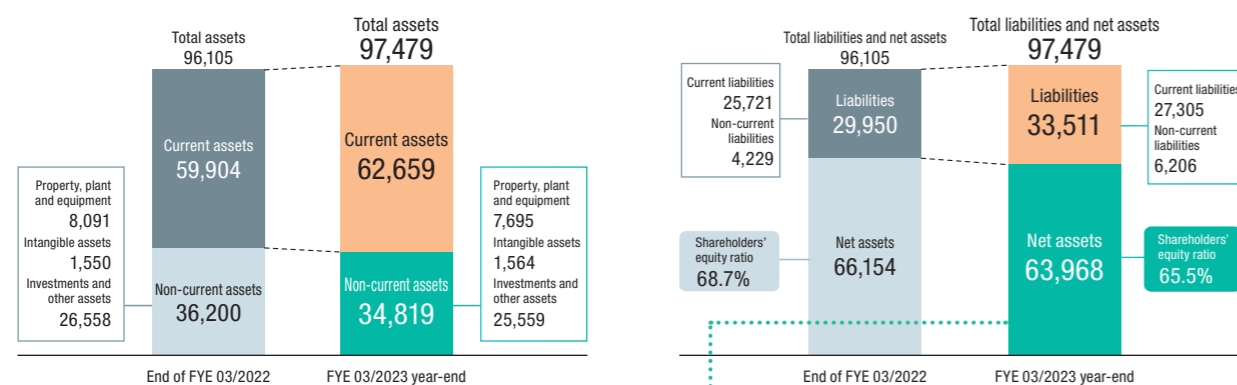 Total assets
96,105
Total assets
97,479
Current assets
59,904
Current assets
62,659
Property, plant
and equipment
8,091
Intangible assets
1,550
Investments and
other assets
26,558
Non-current assets
36,200
Non-current assets
34,819
Property, plant
and equipment
7,695
Intangible assets
1,564
Investments and
other assets
25,559
End of FYE 03/2022
FYE 03/2023 year-end
Total liabilities and net assets
96,105
Total liabilities and net assets
97,479
Current liabilities
25,721
Non-current
liabilities
4,229
Liabilities
29,950
Liabilities
33,511
Current liabilities
27,305
Non-current
liabilities
6,206
Shareholders'
equity ratio
68.7%
Net assets
66,154
Net assets
63,968
Shareholders'
equity ratio
65.5%
End of FYE 03/2022
FYE 03/2023 year-end